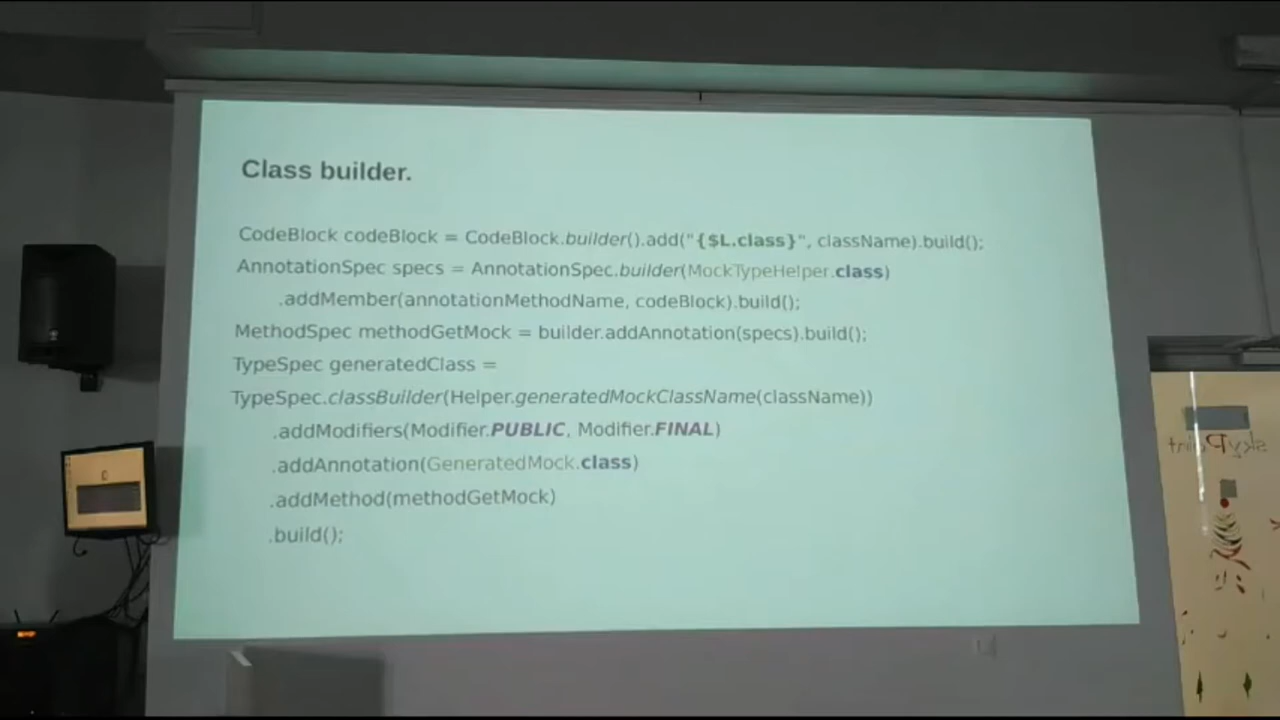 Class builder.
CodeBlock codeBlock = CodeBlock.builder().add("{$L.class}", className).build();
AnnotationSpec specs = AnnotationSpec.builder(MockTypeHelper.class)
.addMember(annotationMethodName, codeBlock).build();
MethodSpec methodGetMock = builder.addAnnotation(specs).build();
TypeSpec generatedClass =
TypeSpec.classBuilder(Helper.generatedMockClassName(className))
.addModifiers(Modifier.PUBLIC, Modifier.FINAL)
.addAnnotation(GeneratedMock.class)
.addMethod(methodGetMock)
.build();
skyPoint